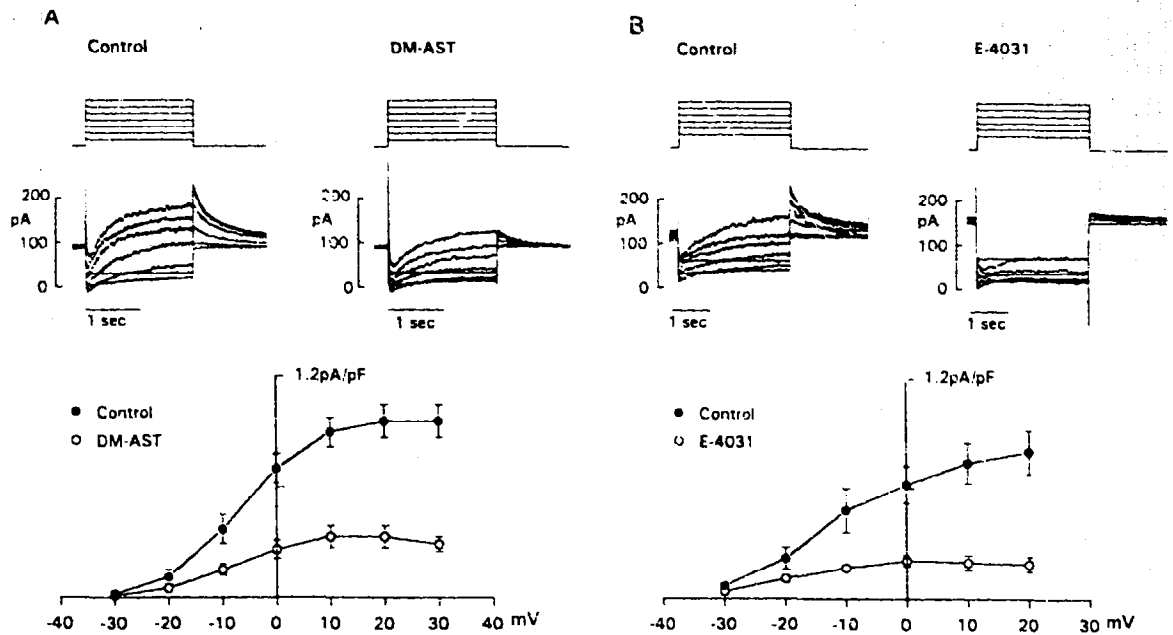 A
B
Control
DM-AST
Control
E-4031
200
pA
100
0
1 sec
200
pA
100
0
1 sec
200
pA
100
0
1 sec
200
pA
100
0
1 sec
1.2pA/pF
Control
DM-AST
-40 -30 -20 -10 0 10 20 30 40 mV
1.2pA/pF
Control
E-4031
-40 -30 -20 -10 0 10 20 30 mV